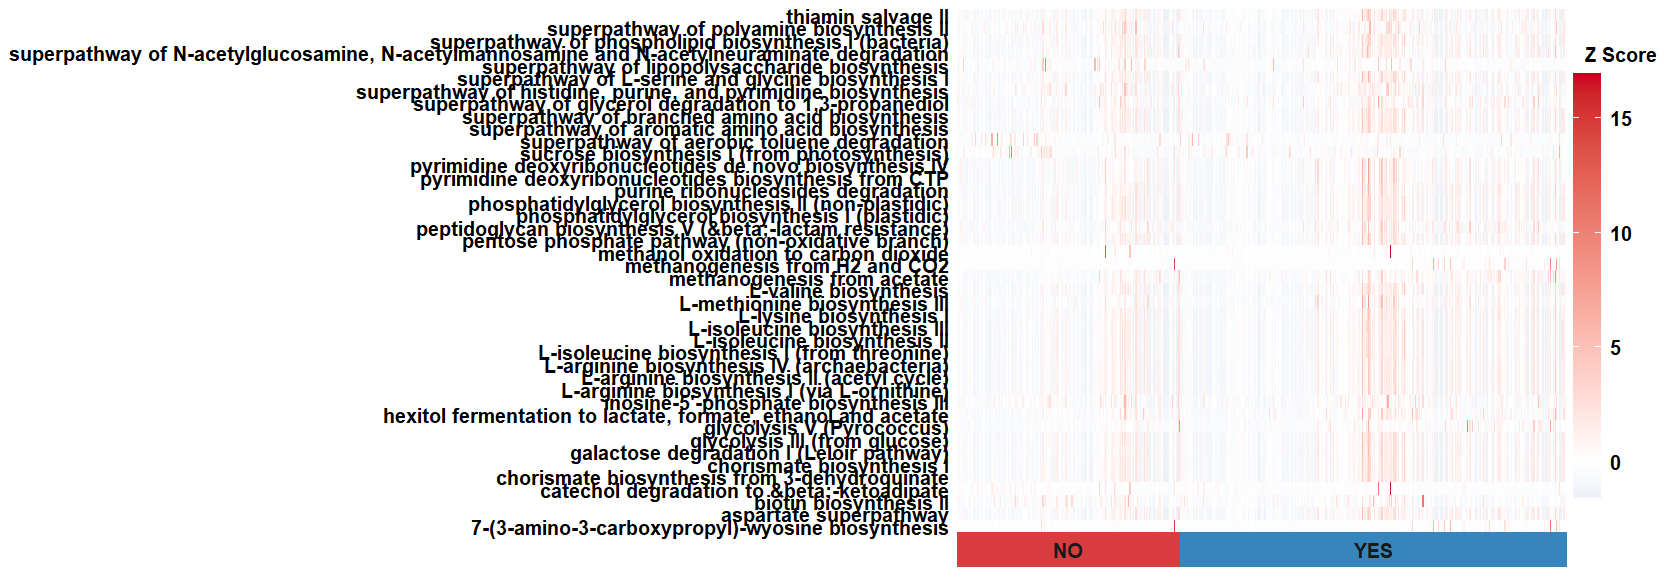 thiamin salvage II
superpathway of polyamine biosynthesis II
superpathway of phospholipid biosynthesis I (bacteria)
superpathway of N-acetylglucosamine, N-acetylmannosamine and N-acetylneuraminate degradation
superpathway of lipopolysaccharide biosynthesis
superpathway of L-serine and glycine biosynthesis I
superpathway of histidine, purine, and pyrimidine biosynthesis
superpathway of glycerol degradation to 1,3-propanediol
superpathway of branched amino acid biosynthesis
superpathway of aromatic amino acid biosynthesis
superpathway of aerobic toluene degradation
sucrose biosynthesis I (from photosynthesis)
pyrimidine deoxyribonucleotides de novo biosynthesis IV
pyrimidine deoxyribonucleotides biosynthesis from CTP
purine ribonucleosides degradation
phosphatidylglycerol biosynthesis II (non-plastidic)
phosphatidylglycerol biosynthesis I (plastidic)
peptidoglycan biosynthesis V (&beta;-lactam resistance)
pentose phosphate pathway (non-oxidative branch)
methanol oxidation to carbon dioxide
methanogenesis from H2 and CO2
methanogenesis from acetate
L-valine biosynthesis
L-methionine biosynthesis III
L-lysine biosynthesis I
L-isoleucine biosynthesis III
L-isoleucine biosynthesis II
L-isoleucine biosynthesis I (from threonine)
L-arginine biosynthesis IV (archaebacteria)
L-arginine biosynthesis II (acetyl cycle)
L-arginine biosynthesis I (via L-ornithine)
inosine-5'-phosphate biosynthesis III
hexitol fermentation to lactate, formate, ethanol and acetate
glycolysis V (Pyrococcus)
glycolysis III (from glucose)
galactose degradation I (Leloir pathway)
chorismate biosynthesis I
chorismate biosynthesis from 3-dehydroquinate
catechol degradation to &beta;-ketoadipate
biotin biosynthesis II
aspartate superpathway
7-(3-amino-3-carboxypropyl)-wyosine biosynthesis
NO
YES
Z Score
15
10
5
0